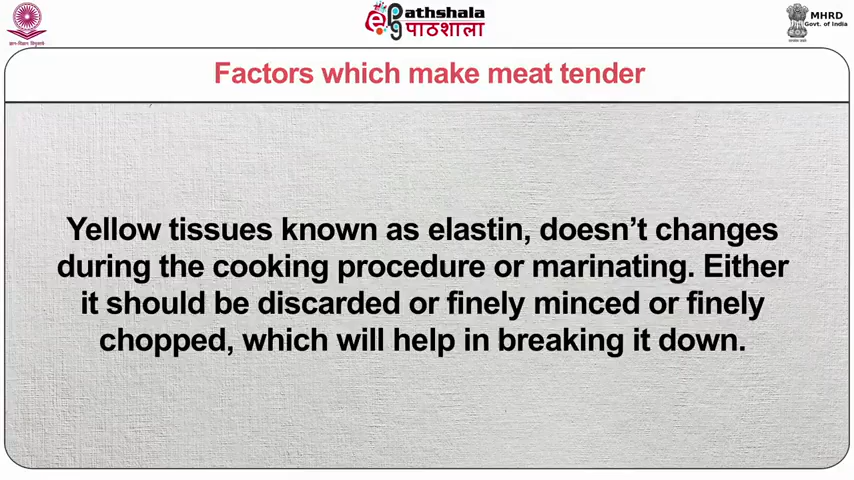 ePathshala
पाठशाला
MHRD
Govt. of India
Factors which make meat tender
Yellow tissues known as elastin, doesn't changes
during the cooking procedure or marinating. Either
it should be discarded or finely minced or finely
chopped, which will help in breaking it down.